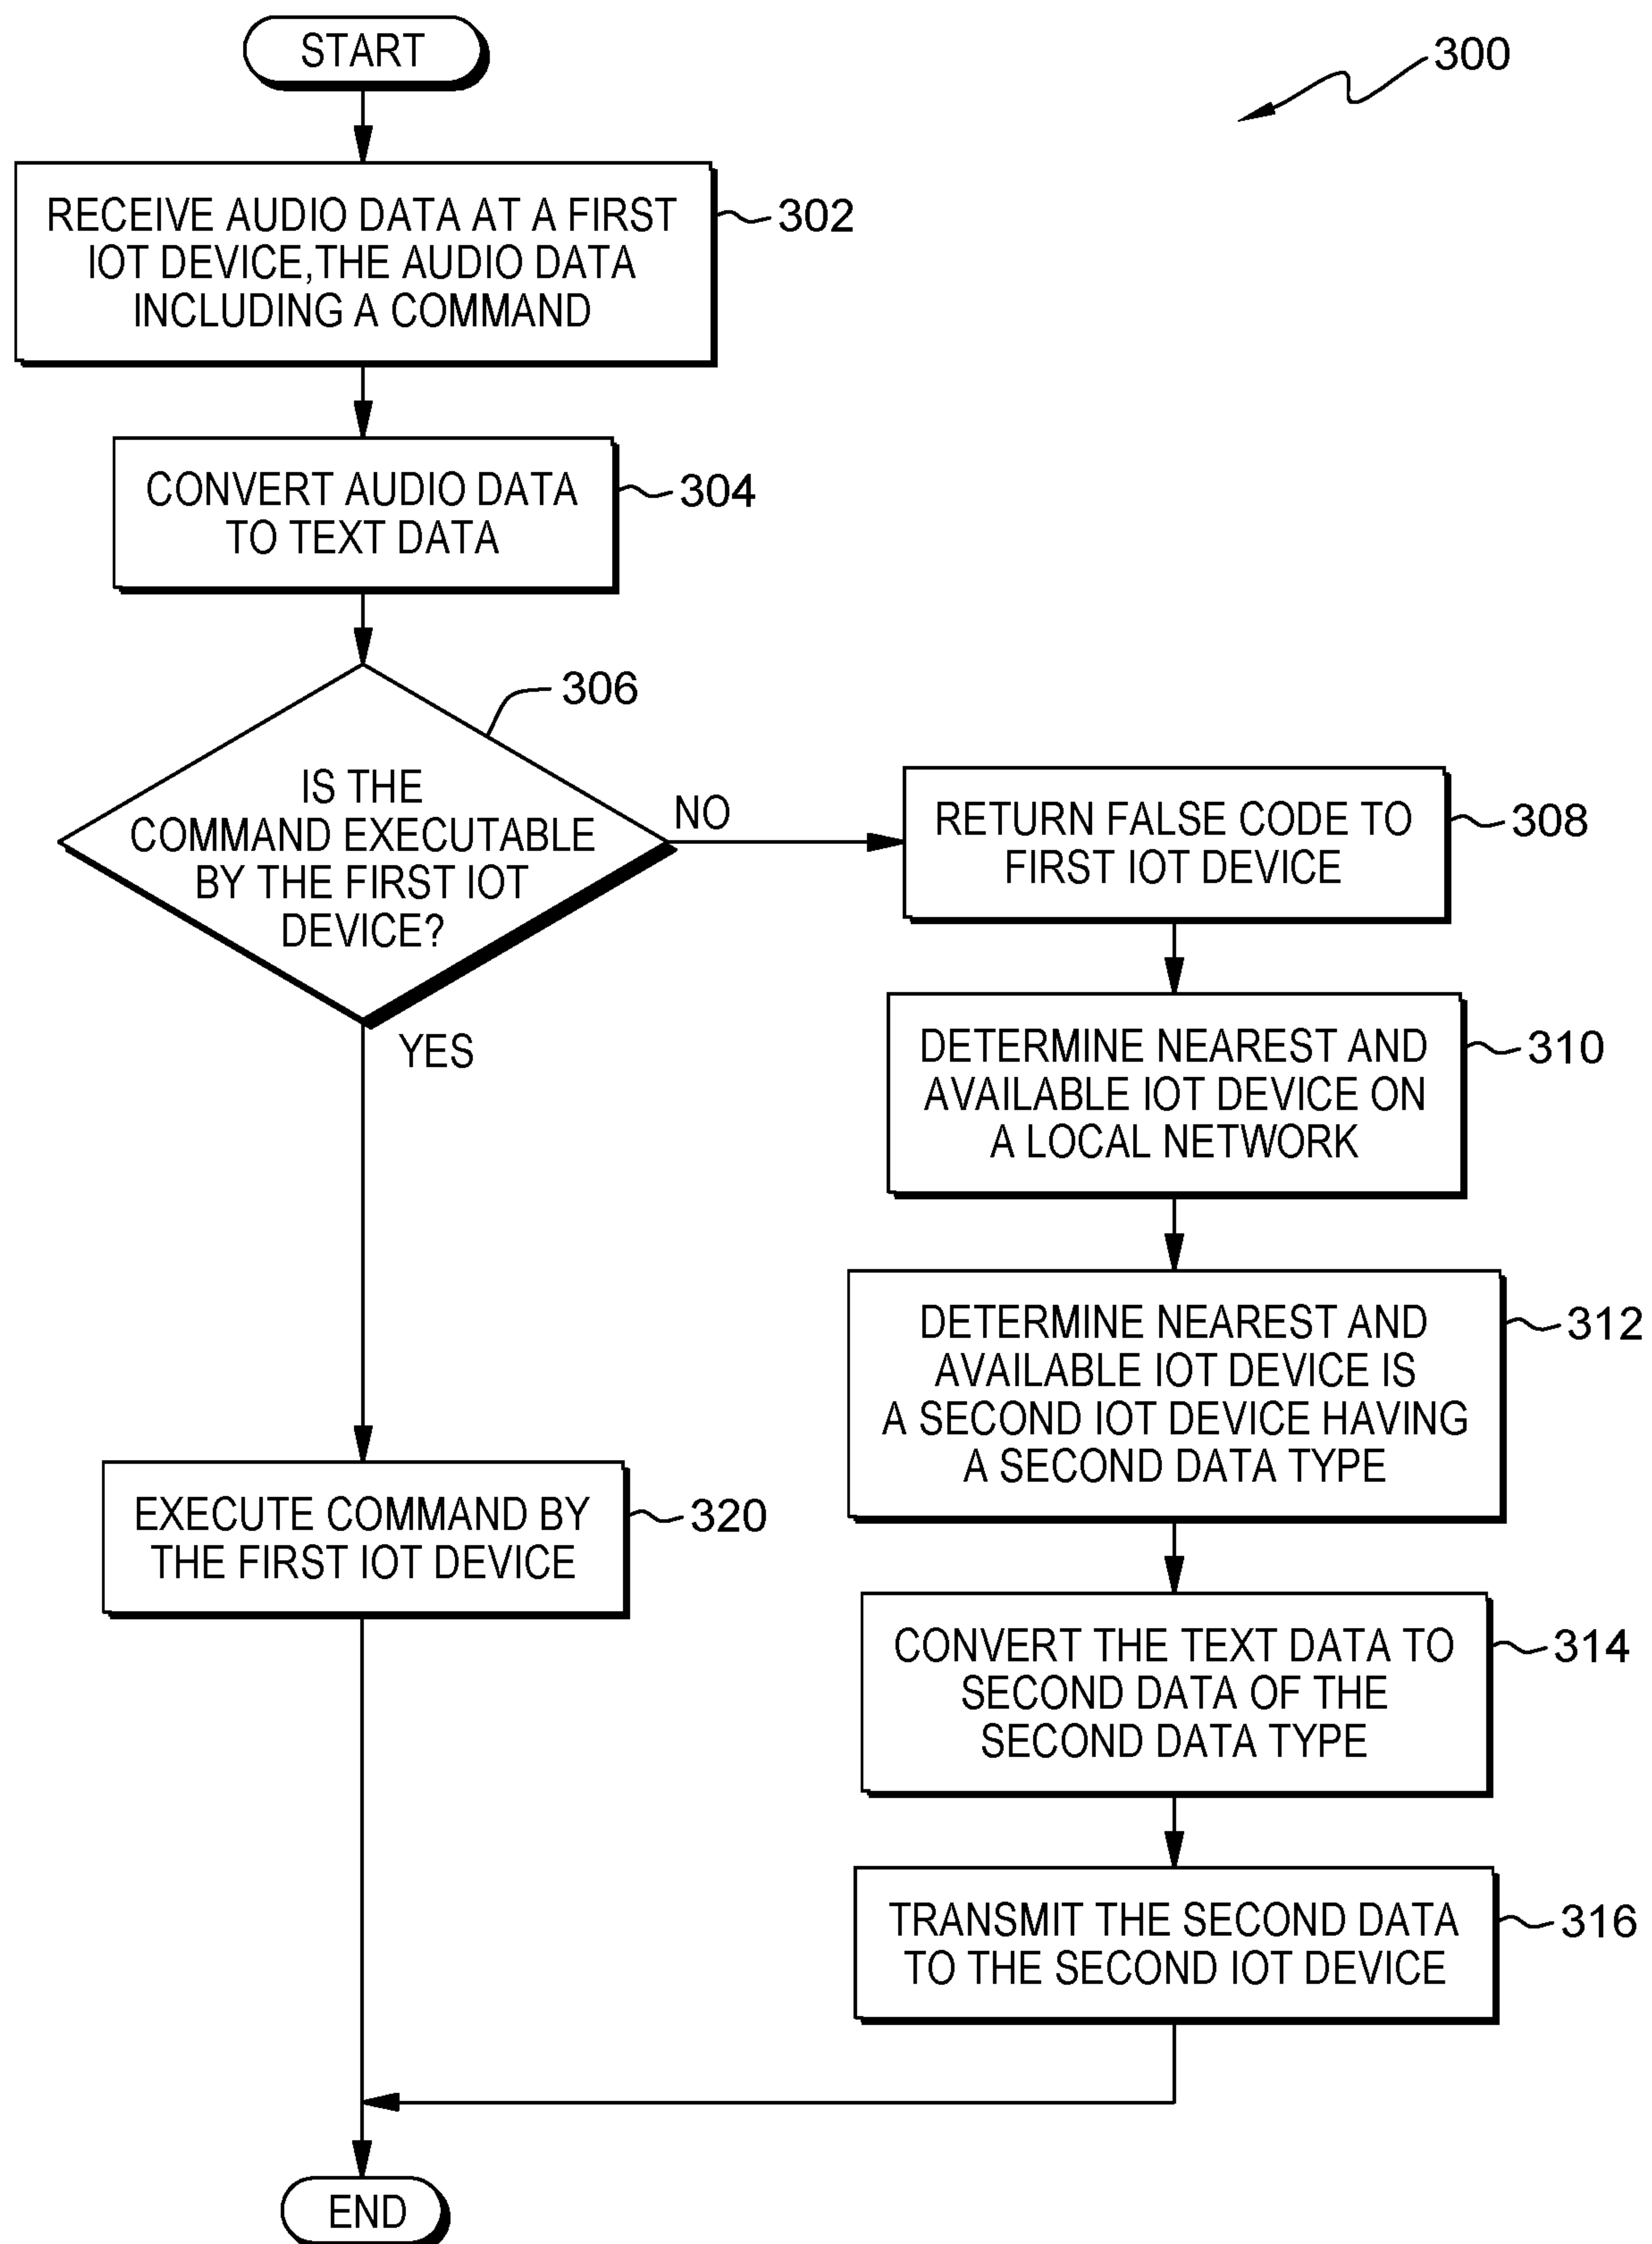 START
300
RECEIVE AUDIO DATA AT A FIRST
IOT DEVICE,THE AUDIO DATA
INCLUDING A COMMAND
302
CONVERT AUDIO DATA
TO TEXT DATA
304
306
IS THE
COMMAND EXECUTABLE
BY THE FIRST IOT
DEVICE?
NO
YES
RETURN FALSE CODE TO
FIRST IOT DEVICE
308
DETERMINE NEAREST AND
AVAILABLE IOT DEVICE ON
A LOCAL NETWORK
310
DETERMINE NEAREST AND
AVAILABLE IOT DEVICE IS
A SECOND IOT DEVICE HAVING
A SECOND DATA TYPE
312
EXECUTE COMMAND BY
THE FIRST IOT DEVICE
320
CONVERT THE TEXT DATA TO
SECOND DATA OF THE
SECOND DATA TYPE
314
TRANSMIT THE SECOND DATA
TO THE SECOND IOT DEVICE
316
END